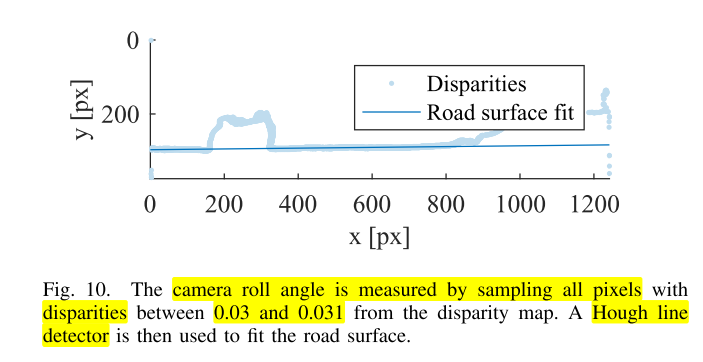 0
200
y [px]
Disparities
Road surface fit
0 200 400 600 800 1000 1200
x [px]
Fig. 10. The camera roll angle is measured by sampling all pixels with
disparities between 0.03 and 0.031 from the disparity map. A Hough line
detector is then used to fit the road surface.